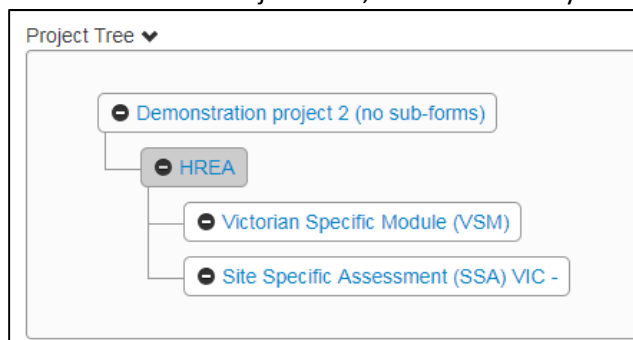 Project Tree
Demonstration project 2 (no sub-forms)
HREA
Victorian Specific Module (VSM)
Site Specific Assessment (SSA) VIC -